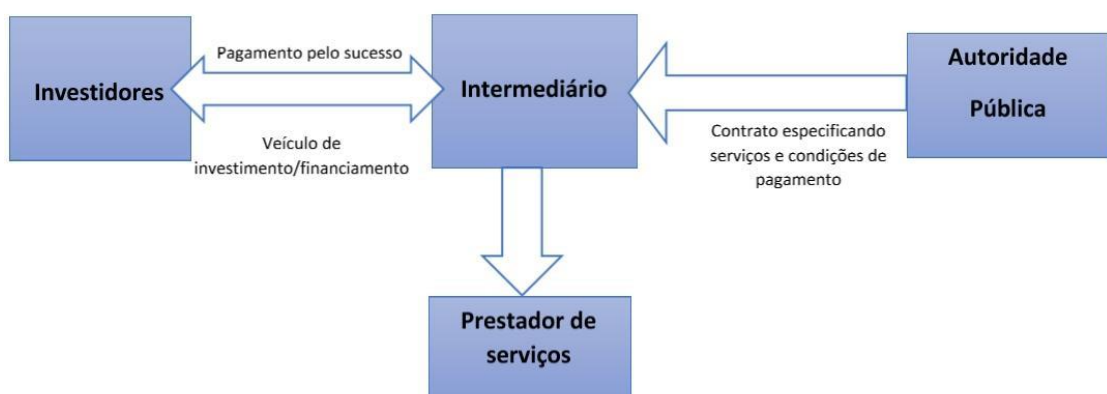 Investidores
Pagamento pelo sucesso
Veículo de
investimento/financiamento
Intermediário
Contrato especificando
serviços e condições de
pagamento
Autoridade
Pública
Prestador de
serviços